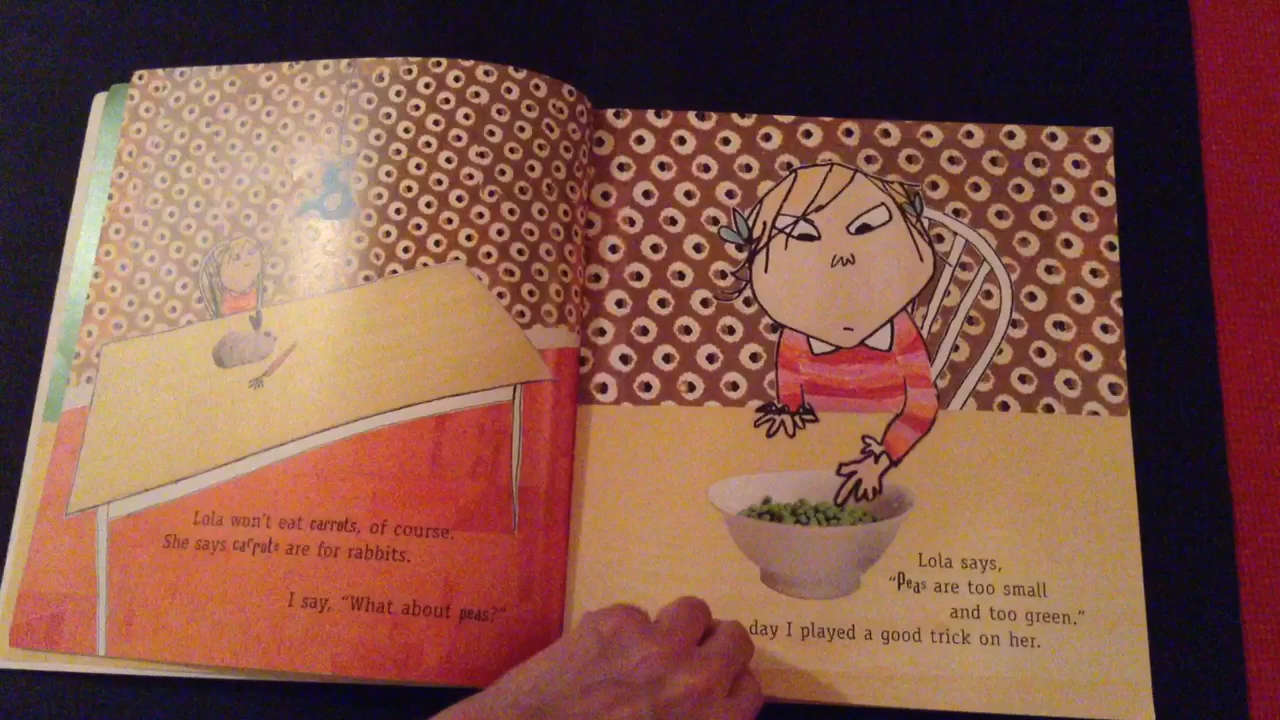 Lola won't eat carrots, of course.
She says carrots are for rabbits.
I say, "What about peas?"
Lola says,
"Peas are too small
and too green."
day I played a good trick on her.